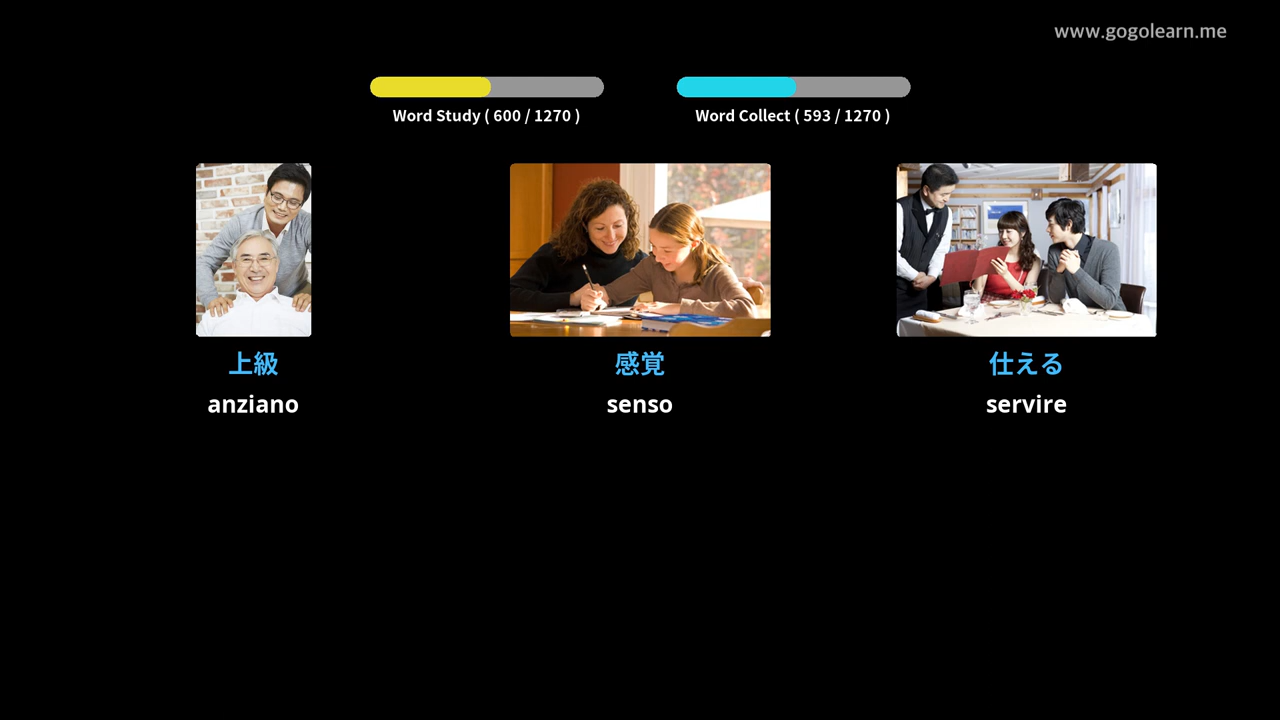 www.gogolearn.me
Word Study ( 600 / 1270 )
Word Collect ( 593 / 1270 )
上級
感覚
仕える
anziano
senso
servire